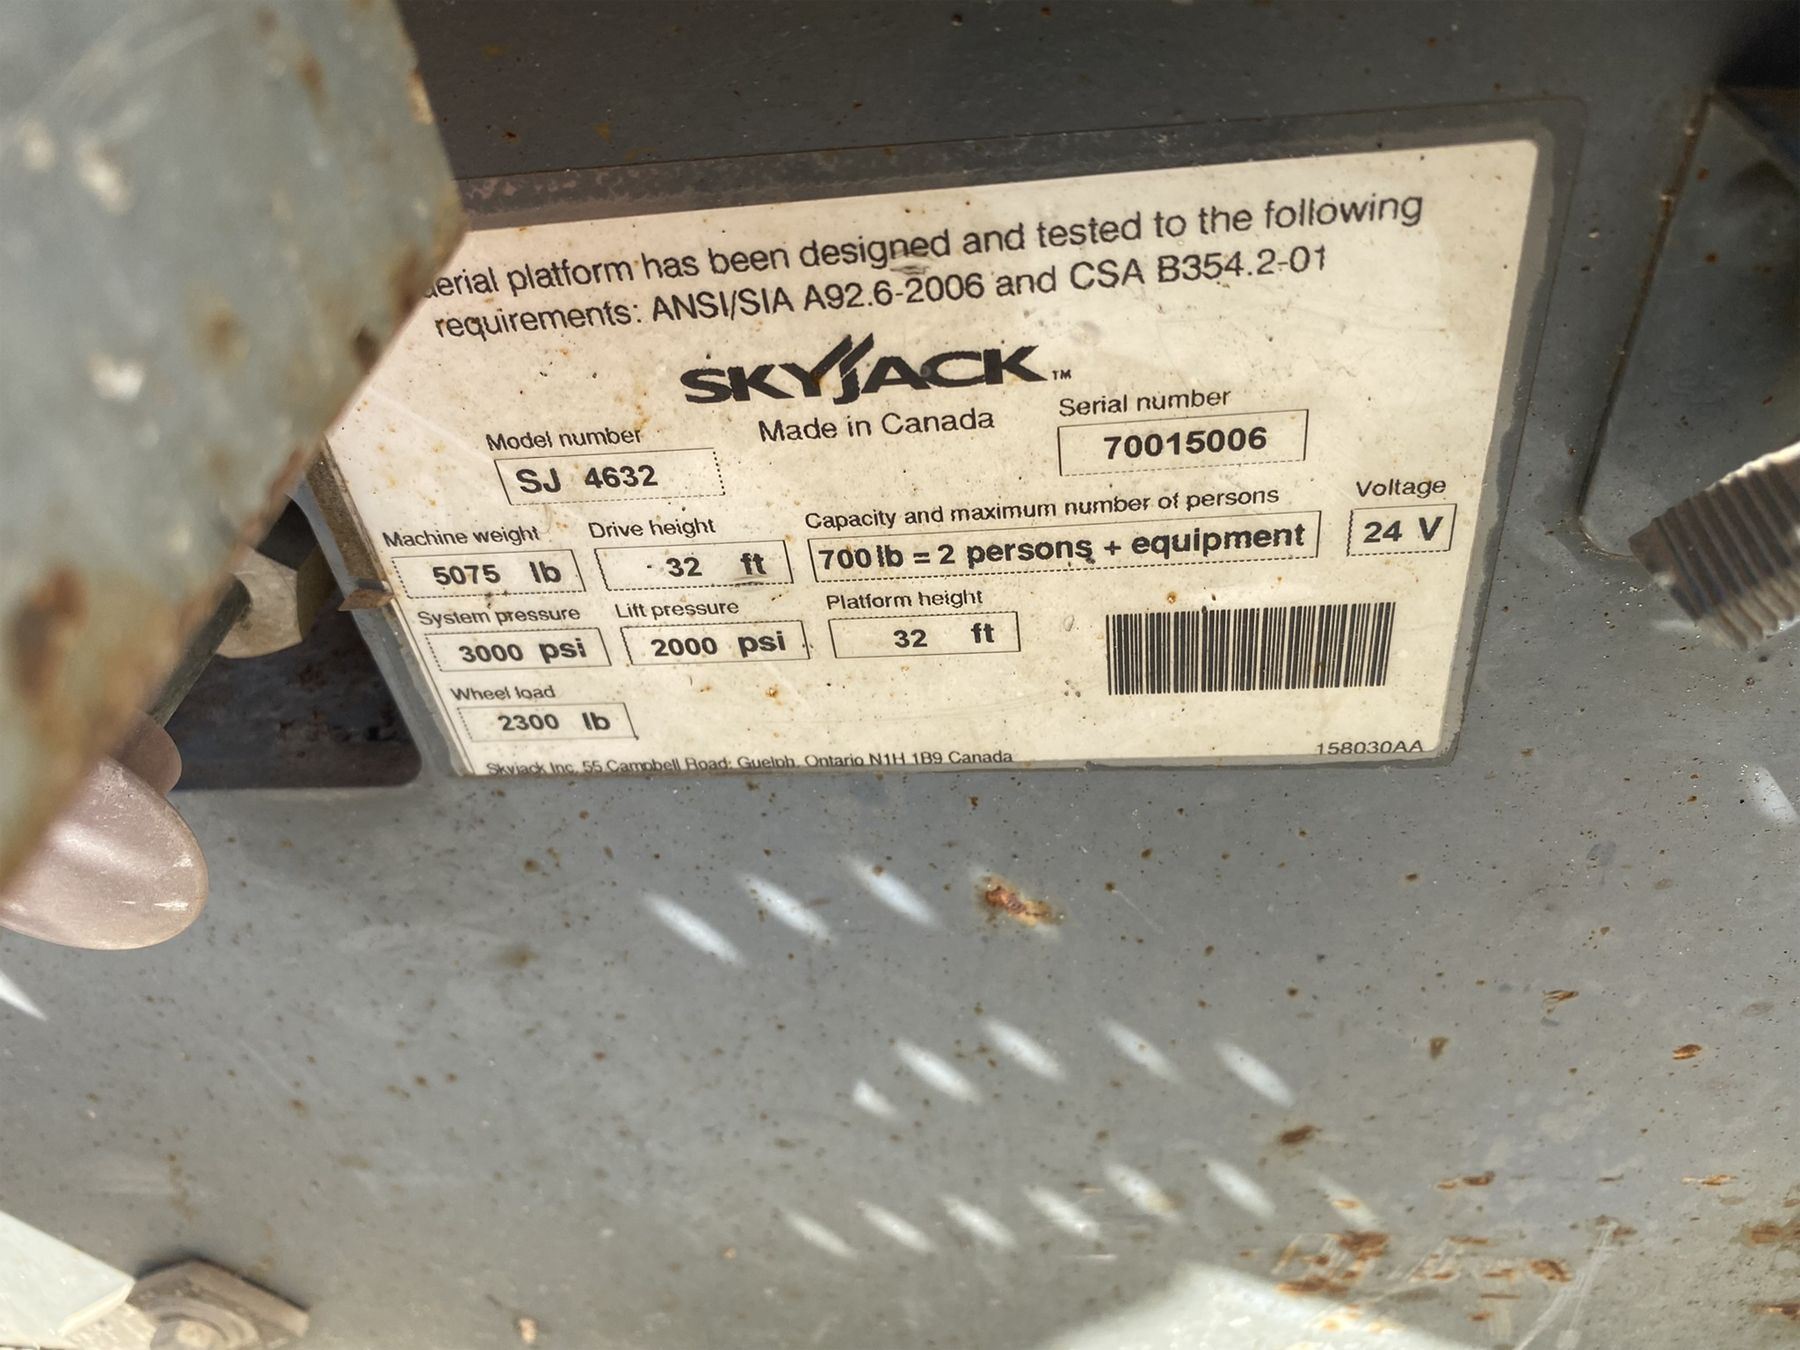 aerial platform has been designed and tested to the following
requirements: ANSI/SIA A92.6-2006 and CSA B354.2-01
SKYJACK™
Made in Canada
Model number
SJ 4632
Serial number
70015006
Machine weight
5075 lb
Drive height
32 ft
Capacity and maximum number of persons
700 lb = 2 persons + equipment
Voltage
24 V
System pressure
3000 psi
Lift pressure
2000 psi
Platform height
32 ft
Wheel load
2300 lb
Skyjack Inc. 55 Campbell Road; Guelph, Ontario N1H 1B9 Canada
158030AA